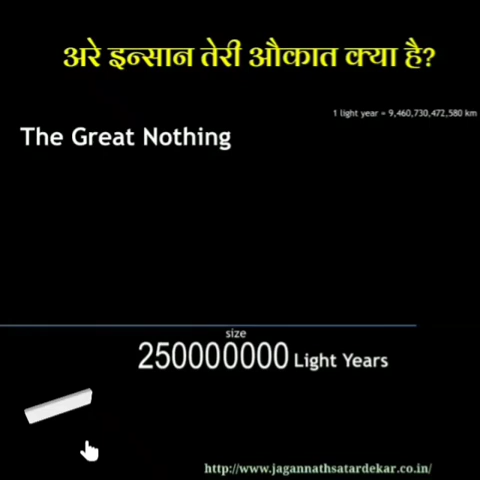 अरे इन्सान तेरी औकात क्या है?
1 light year = 9,460,730,472,580 km
The Great Nothing
size
250000000 Light Years
http://www.jagannathsatardekar.co.in/